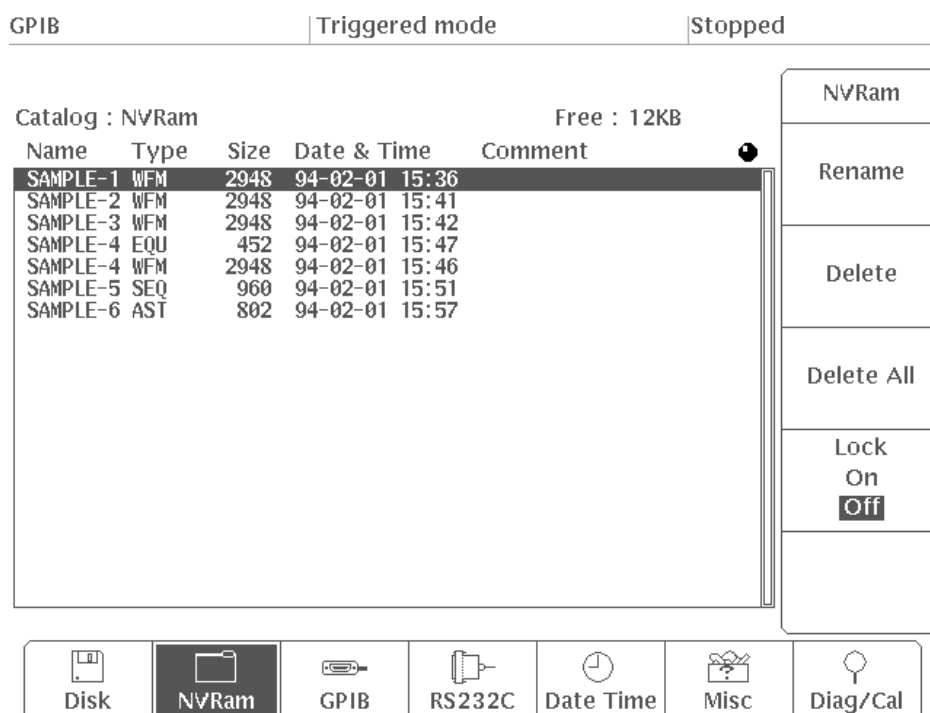 GPIB Triggered mode Stopped
Catalog : NVRam Free : 12KB
Name Type Size Date & Time Comment
SAMPLE-1 WFM 2948 94-02-01 15:36
SAMPLE-2 WFM 2948 94-02-01 15:41
SAMPLE-3 WFM 2948 94-02-01 15:42
SAMPLE-4 EQU 452 94-02-01 15:47
SAMPLE-4 WFM 2948 94-02-01 15:46
SAMPLE-5 SEQ 960 94-02-01 15:51
SAMPLE-6 AST 802 94-02-01 15:57
NVRam
Rename
Delete
Delete All
Lock
On
Off
Disk NVRam GPIB RS232C Date Time Misc Diag/Cal